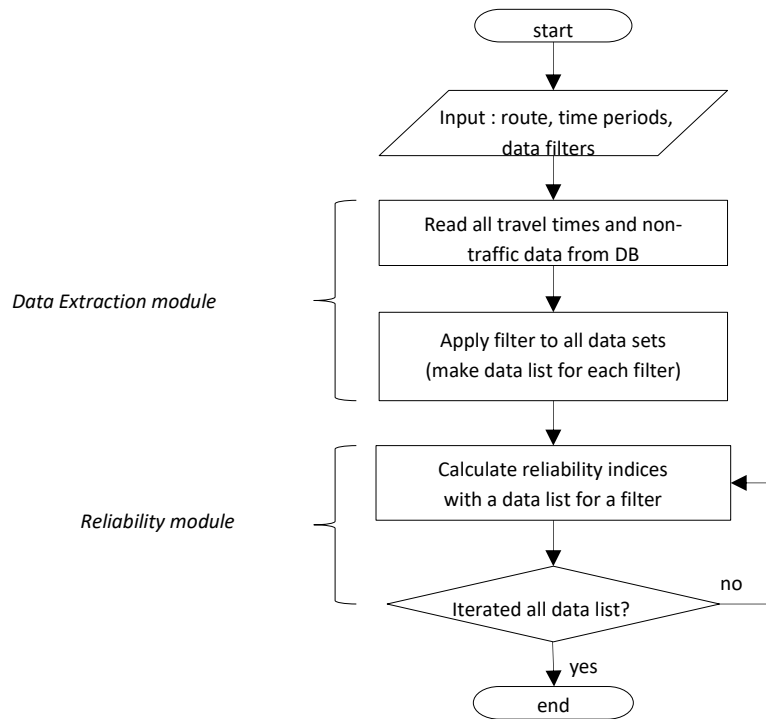 start
Input : route, time periods,
data filters
Read all travel times and non-
traffic data from DB
Data Extraction module
Apply filter to all data sets
(make data list for each filter)
Calculate reliability indices
with a data list for a filter
Reliability module
no
Iterated all data list?
yes
end